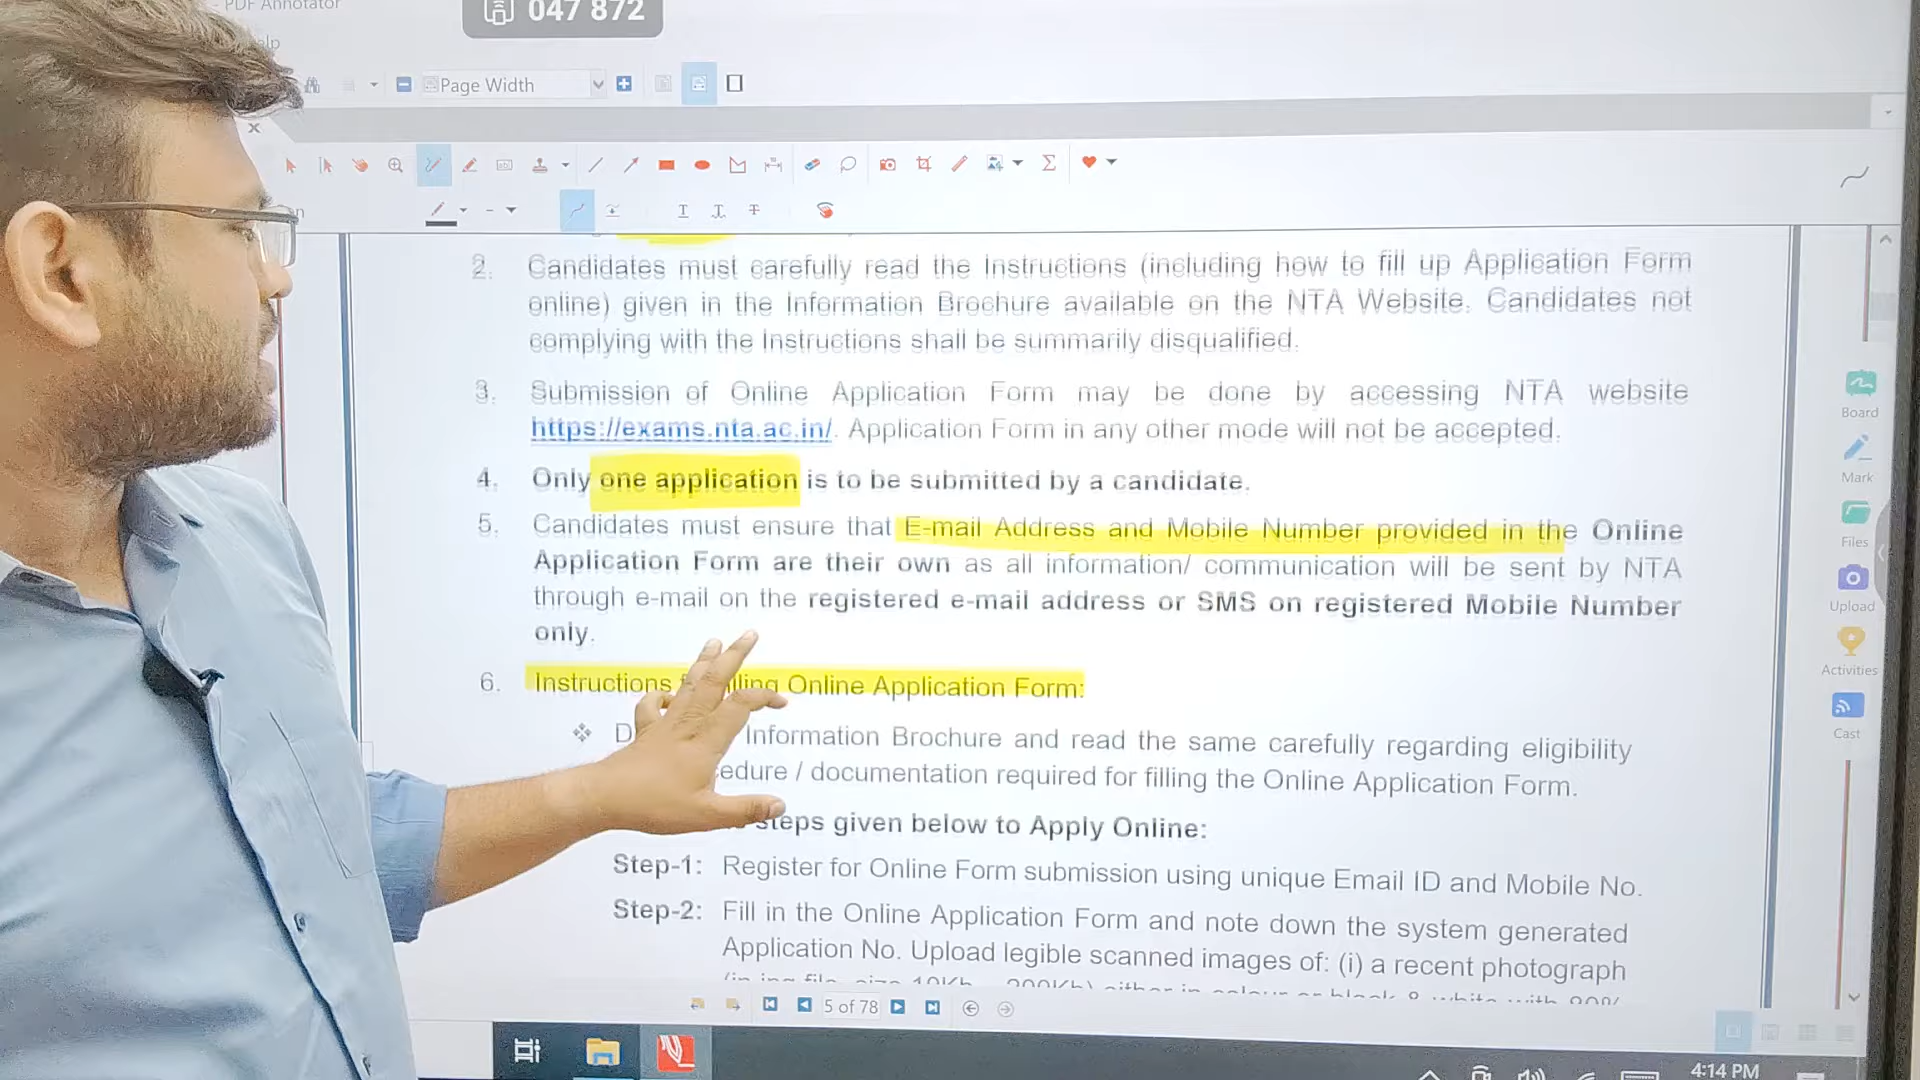 PDF Annotator
047 872
Page Width
2. Candidates must carefully read the Instructions (including how to fill up Application Form
online) given in the Information Brochure available on the NTA Website. Candidates not
complying with the Instructions shall be summarily disqualified.
3. Submission of Online Application Form may be done by accessing NTA website
https://exams.nta.ac.in/. Application Form in any other mode will not be accepted.
4. Only one application is to be submitted by a candidate.
5. Candidates must ensure that E-mail Address and Mobile Number provided in the Online
Application Form are their own as all information/ communication will be sent by NTA
through e-mail on the registered e-mail address or SMS on registered Mobile Number
only.
6. Instructions Online Application Form:
Information Brochure and read the same carefully regarding eligibility
/ documentation required for filling the Online Application Form.
steps given below to Apply Online:
Step-1: Register for Online Form submission using unique Email ID and Mobile No.
Step-2: Fill in the Online Application Form and note down the system generated
Application No. Upload legible scanned images of: (i) a recent photograph
5 of 78
Board
Mark
Files
Upload
Activities
Cast
4:14 PM